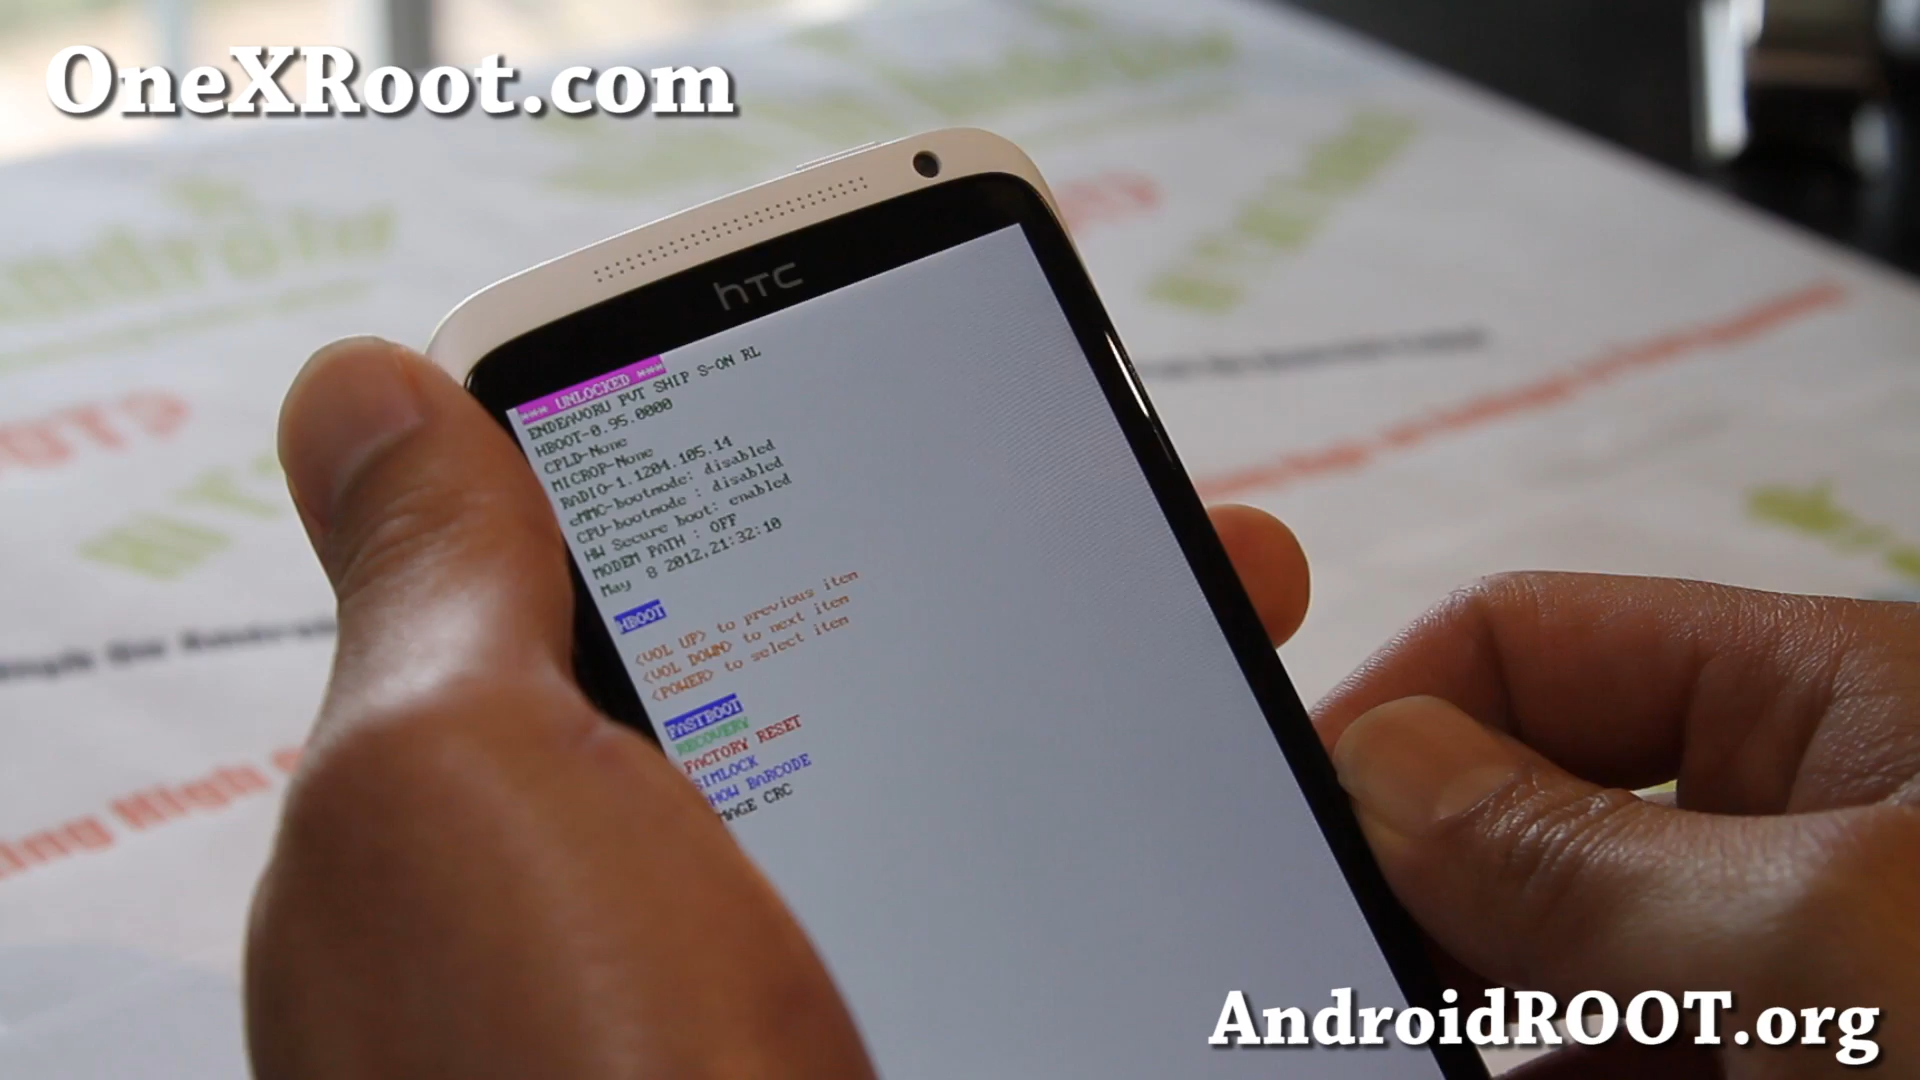 OneXRoot.com
htc
*** UNLOCKED ***
ENDEAVORU PVT SHIP S-ON RL
HBOOT-0.95.0000
CPLD-None
MICROP-None
RADIO-1.1204.105.14
eMMC-bootmode: disabled
CPU-bootmode : disabled
HW Secure boot: enabled
MODEM PATH : OFF
May 8 2012,21:32:10
HBOOT
<VOL UP> to previous item
<VOL DOWN> to next item
<POWER> to select item
FASTBOOT
RECOVERY
FACTORY RESET
SIMLOCK
HOW BARCODE
MAGE CRC
AndroidROOT.org